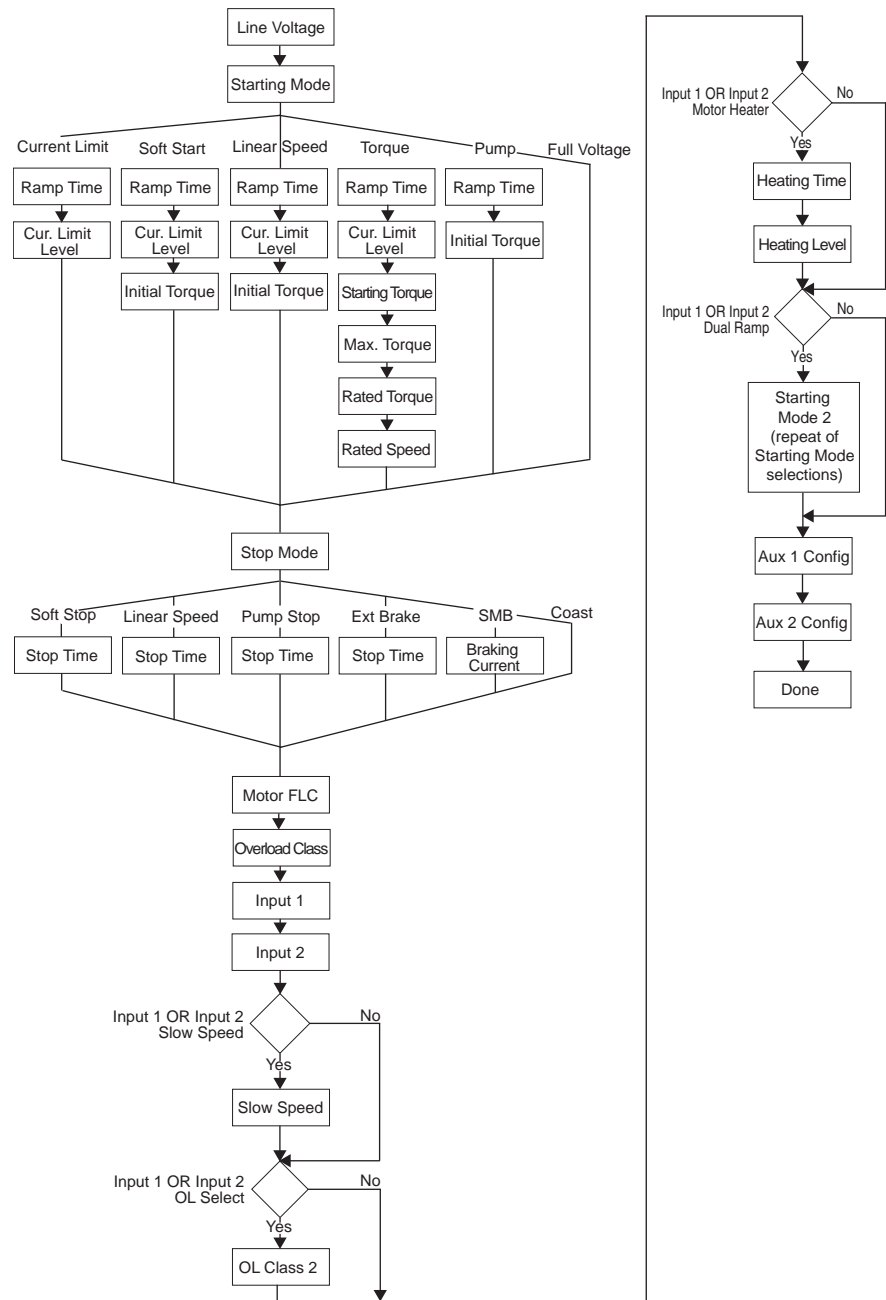 Line Voltage
Starting Mode
Current Limit
Soft Start
Linear Speed
Torque
Pump
Full Voltage
Ramp Time
Ramp Time
Ramp Time
Ramp Time
Ramp Time
Cur. Limit
Level
Cur. Limit
Level
Cur. Limit
Level
Cur. Limit
Level
Initial Torque
Initial Torque
Initial Torque
Starting Torque
Max. Torque
Rated Torque
Rated Speed
Stop Mode
Soft Stop
Linear Speed
Pump Stop
Ext Brake
SMB
Coast
Stop Time
Stop Time
Stop Time
Stop Time
Braking
Current
Motor FLC
Overload Class
Input 1
Input 2
Input 1 OR Input 2
Slow Speed
No
Yes
Slow Speed
Input 1 OR Input 2
OL Select
No
Yes
OL Class 2
Input 1 OR Input 2
Motor Heater
No
Yes
Heating Time
Heating Level
Input 1 OR Input 2
Dual Ramp
No
Yes
Starting
Mode 2
(repeat of
Starting Mode
selections)
Aux 1 Config
Aux 2 Config
Done